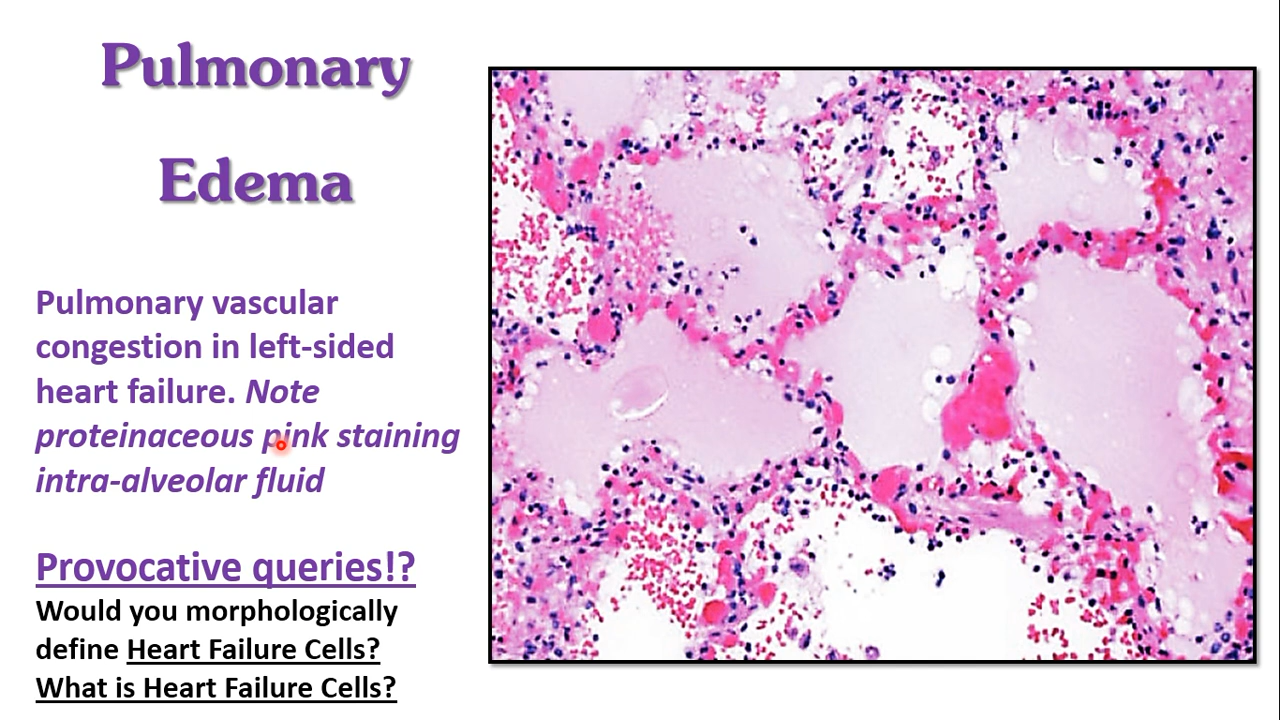 Pulmonary
Edema
Pulmonary vascular
congestion in left-sided
heart failure. Note
proteinaceous pink staining
intra-alveolar fluid
Provocative queries!?
Would you morphologically
define Heart Failure Cells?
What is Heart Failure Cells?